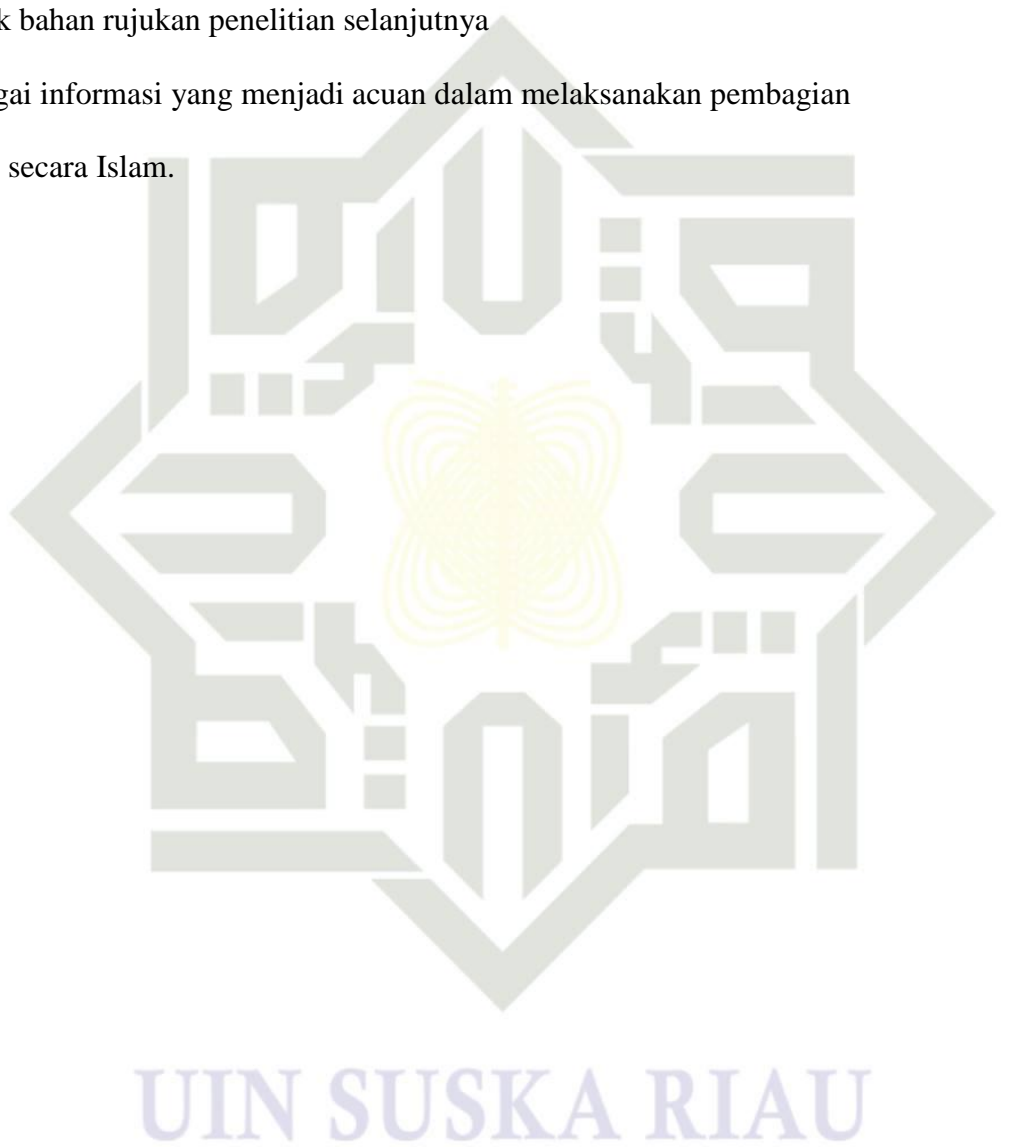 k bahan rujukan penelitian selanjutnya
gai informasi yang menjadi acuan dalam melaksanakan pembagian
secara Islam.
UIN SUSKA RIAU